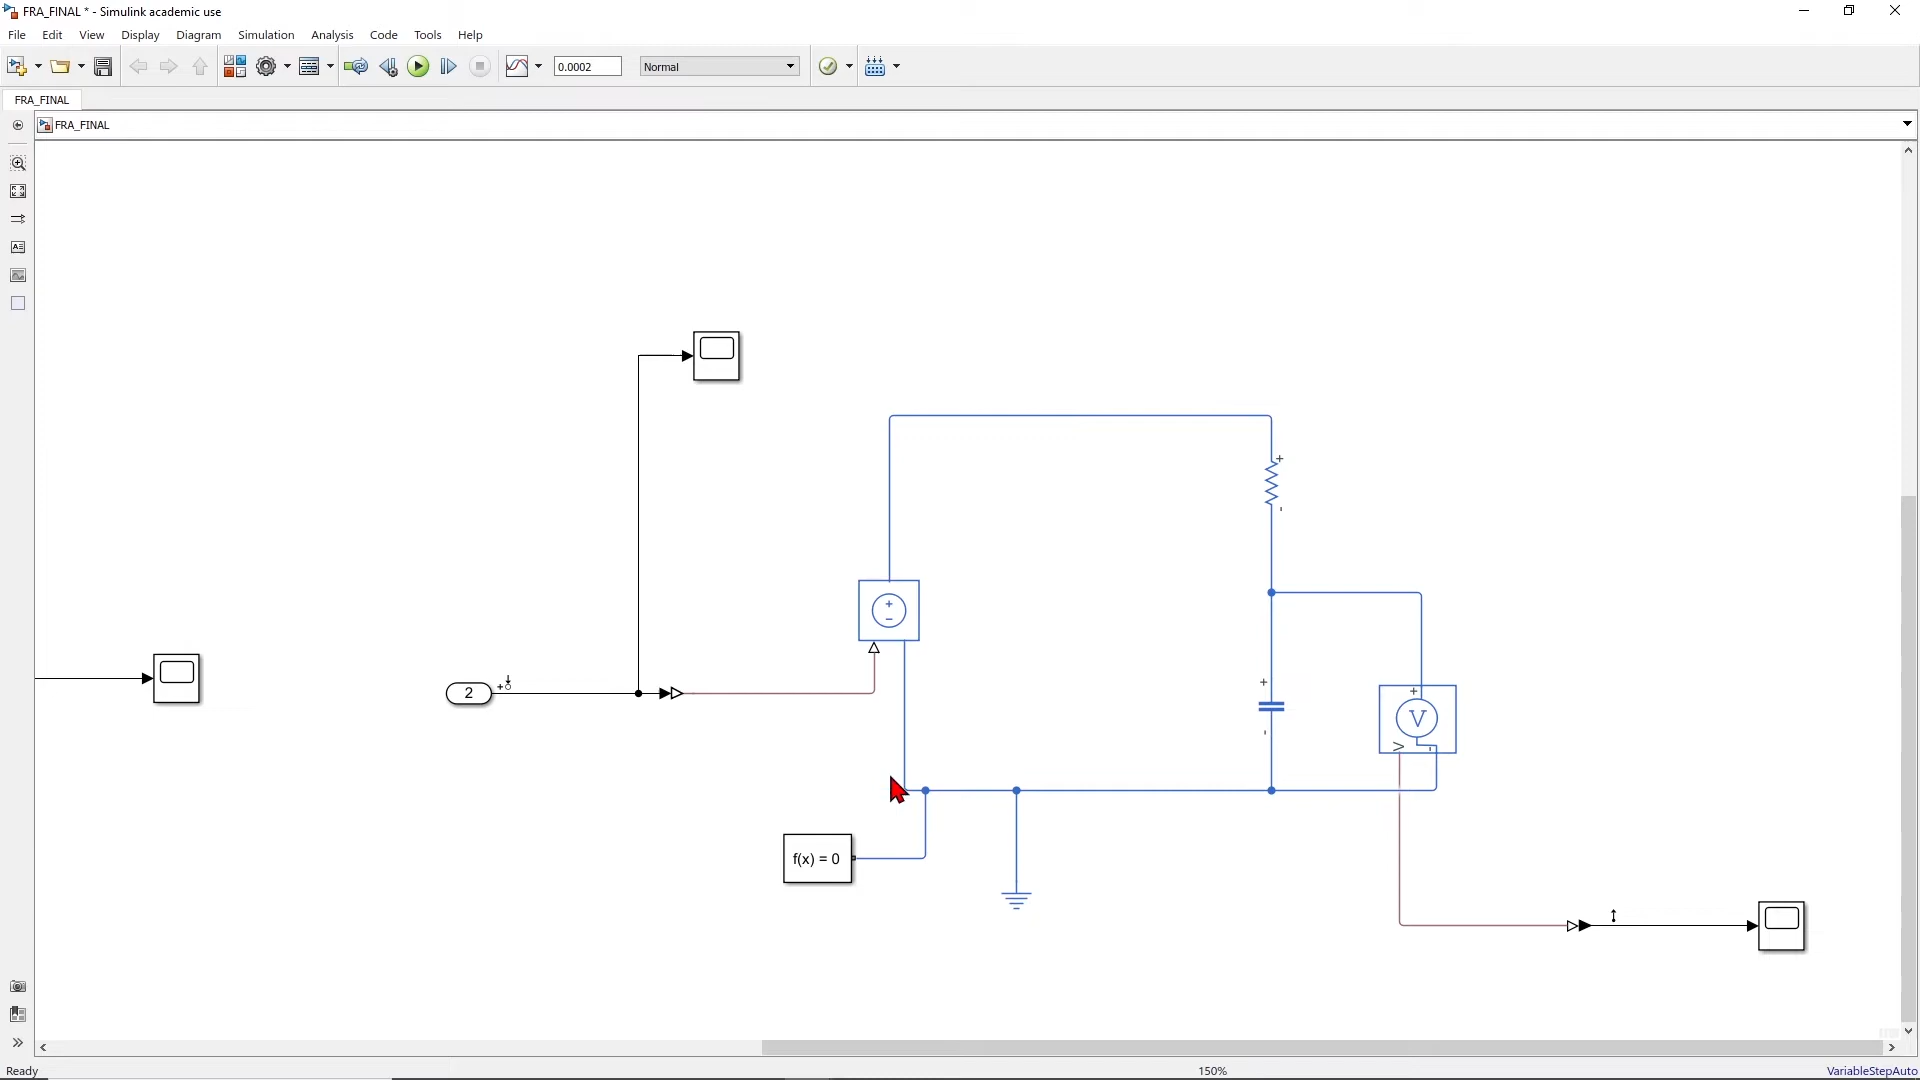 FRA_FINAL * - Simulink academic use
File Edit View Display Diagram Simulation Analysis Code Tools Help
0.0002 Normal
FRA_FINAL
FRA_FINAL
2
V
f(x) = 0
Ready 150% VariableStepAuto